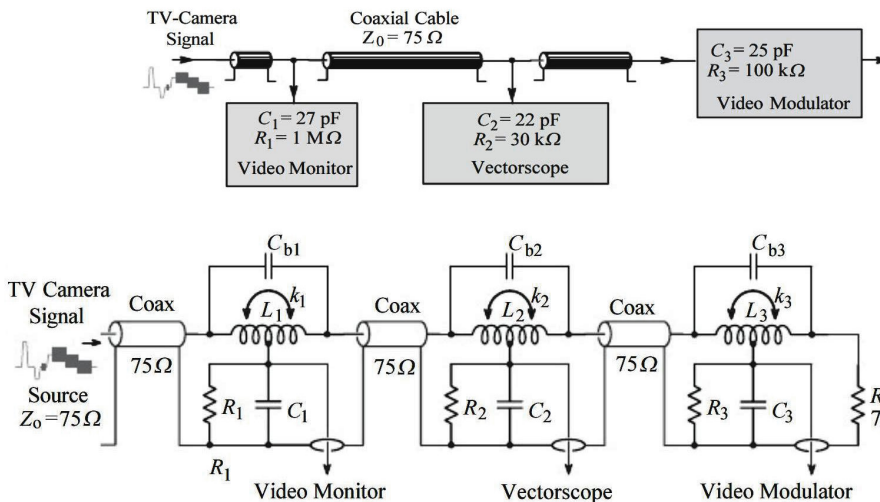 TV-Camera
Signal
Coaxial Cable
Z0 = 75 Ω
C1 = 27 pF
R1 = 1 MΩ
Video Monitor
C2 = 22 pF
R2 = 30 kΩ
Vectorscope
C3 = 25 pF
R3 = 100 kΩ
Video Modulator
Cb1
Cb2
Cb3
TV Camera
Signal
Coax
L1
k1
Coax
L2
k2
Coax
L3
k3
75Ω
75Ω
75Ω
Source
Zo = 75Ω
R1
C1
R2
C2
R3
C3
R
7
R1
Video Monitor
Vectorscope
Video Modulator